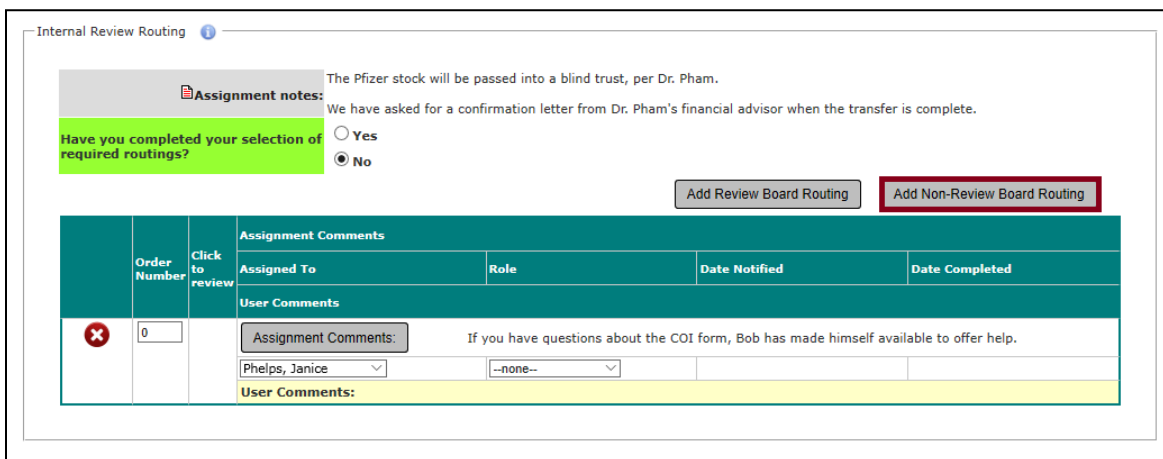 Internal Review Routing
Assignment notes:
The Pfizer stock will be passed into a blind trust, per Dr. Pham.
We have asked for a confirmation letter from Dr. Pham's financial advisor when the transfer is complete.
Have you completed your selection of
required routings?
Yes
No
Add Review Board Routing
Add Non-Review Board Routing
Order
Number
Click
to
review
Assignment Comments
Assigned To
Role
Date Notified
Date Completed
User Comments
0
Assignment Comments:
If you have questions about the COI form, Bob has made himself available to offer help.
Phelps, Janice
--none--
User Comments: